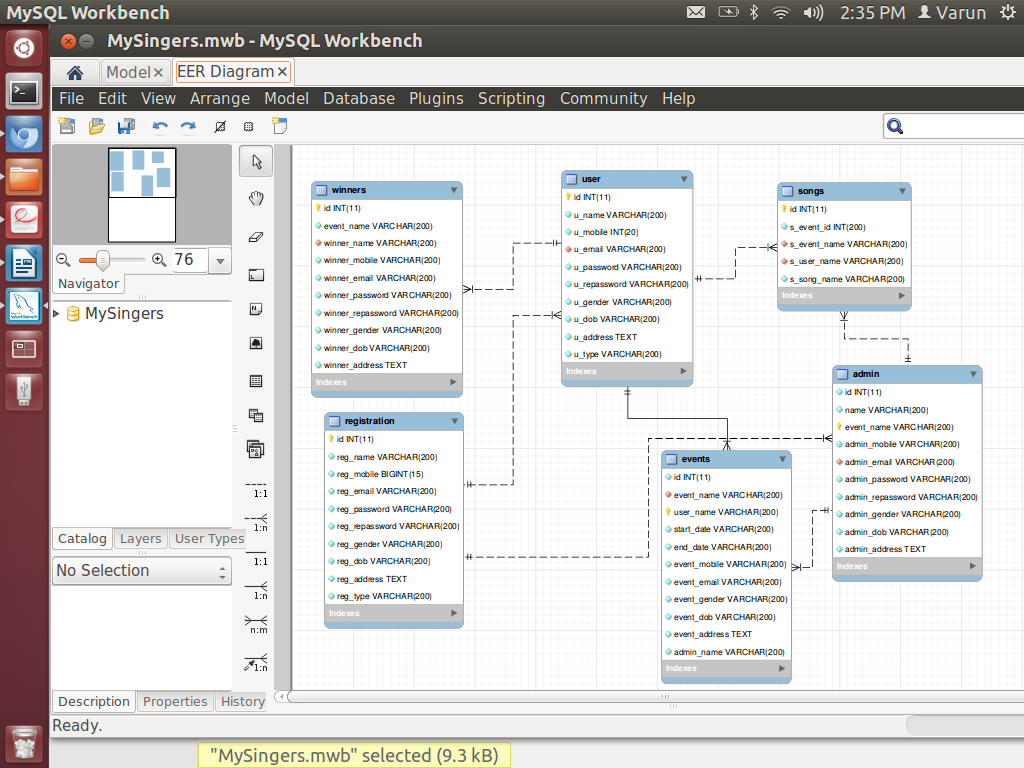 MySQL Workbench
2:35 PM
Varun
MySingers.mwb - MySQL Workbench
Model
EER Diagram
File Edit View Arrange Model Database Plugins Scripting Community Help
76
Navigator
MySingers
Catalog Layers User Types
No Selection
Description Properties History
1:1
1:n
1:1
1:n
n:m
1:n
winners
id INT(11)
event_name VARCHAR(200)
winner_name VARCHAR(200)
winner_mobile VARCHAR(200)
winner_email VARCHAR(200)
winner_password VARCHAR(200)
winner_repassword VARCHAR(200)
winner_gender VARCHAR(200)
winner_dob VARCHAR(200)
winner_address TEXT
Indexes
registration
id INT(11)
reg_name VARCHAR(200)
reg_mobile BIGINT(15)
reg_email VARCHAR(200)
reg_password VARCHAR(200)
reg_repassword VARCHAR(200)
reg_gender VARCHAR(200)
reg_dob VARCHAR(200)
reg_address TEXT
reg_type VARCHAR(200)
Indexes
user
id INT(11)
u_name VARCHAR(200)
u_mobile INT(20)
u_email VARCHAR(200)
u_password VARCHAR(200)
u_repassword VARCHAR(200)
u_gender VARCHAR(200)
u_dob VARCHAR(200)
u_address TEXT
u_type VARCHAR(200)
Indexes
events
id INT(11)
event_name VARCHAR(200)
user_name VARCHAR(200)
start_date VARCHAR(200)
end_date VARCHAR(200)
event_mobile VARCHAR(200)
event_email VARCHAR(200)
event_gender VARCHAR(200)
event_dob VARCHAR(200)
event_address TEXT
admin_name VARCHAR(200)
Indexes
songs
id INT(11)
s_event_id INT(200)
s_event_name VARCHAR(200)
s_user_name VARCHAR(200)
s_song_name VARCHAR(200)
Indexes
admin
id INT(11)
name VARCHAR(200)
event_name VARCHAR(200)
admin_mobile VARCHAR(200)
admin_email VARCHAR(200)
admin_password VARCHAR(200)
admin_repassword VARCHAR(200)
admin_gender VARCHAR(200)
admin_dob VARCHAR(200)
admin_address TEXT
Indexes
Ready.
"MySingers.mwb" selected (9.3 kB)